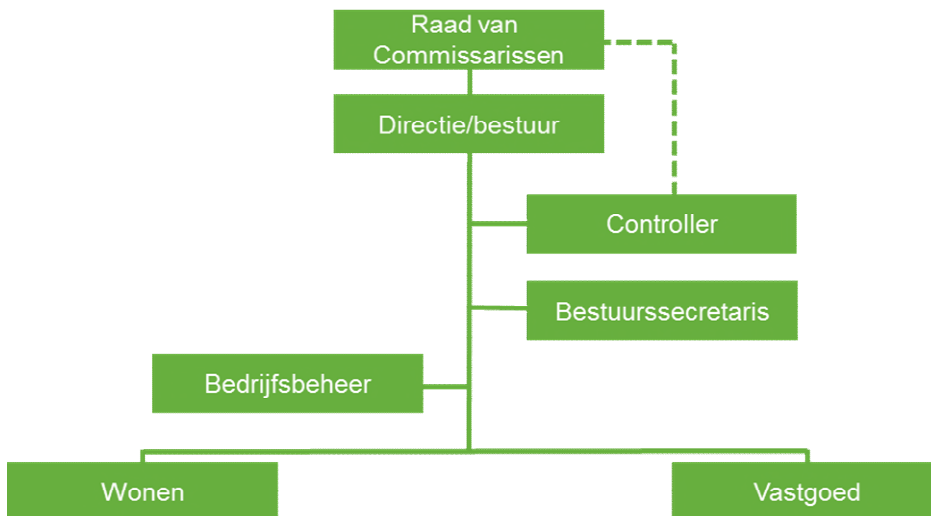 Raad van
Commissarissen
Directie/bestuur
Controller
Bestuurssecretaris
Bedrijfsbeheer
Wonen
Vastgoed